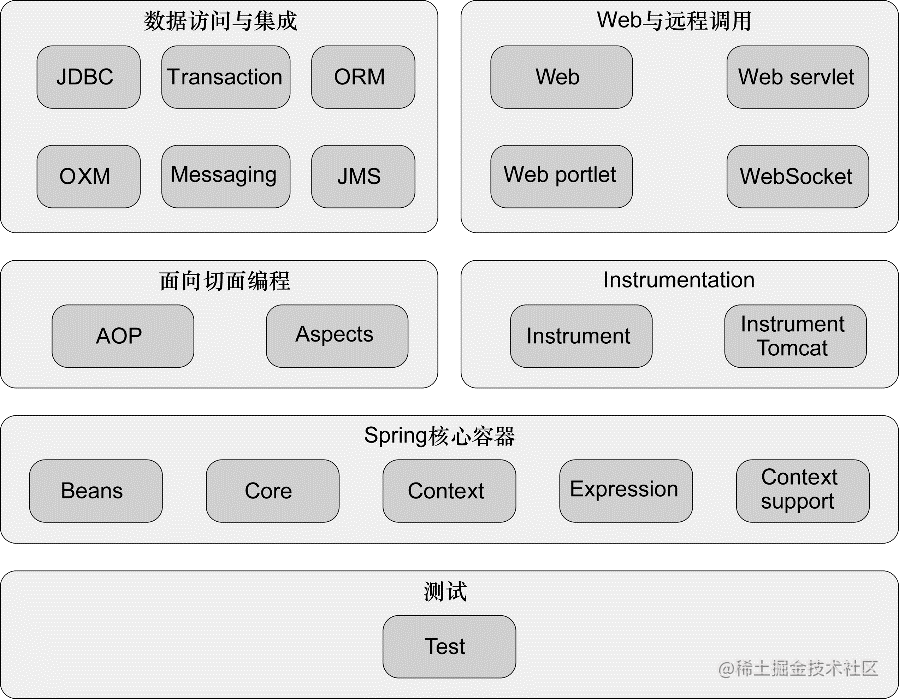 数据访问与集成
JDBC
Transaction
ORM
OXM
Messaging
JMS
Web与远程调用
Web
Web servlet
Web portlet
WebSocket
面向切面编程
AOP
Aspects
Instrumentation
Instrument
Instrument
Tomcat
Spring核心容器
Beans
Core
Context
Expression
Context
support
测试
Test
@稀土掘金技术社区